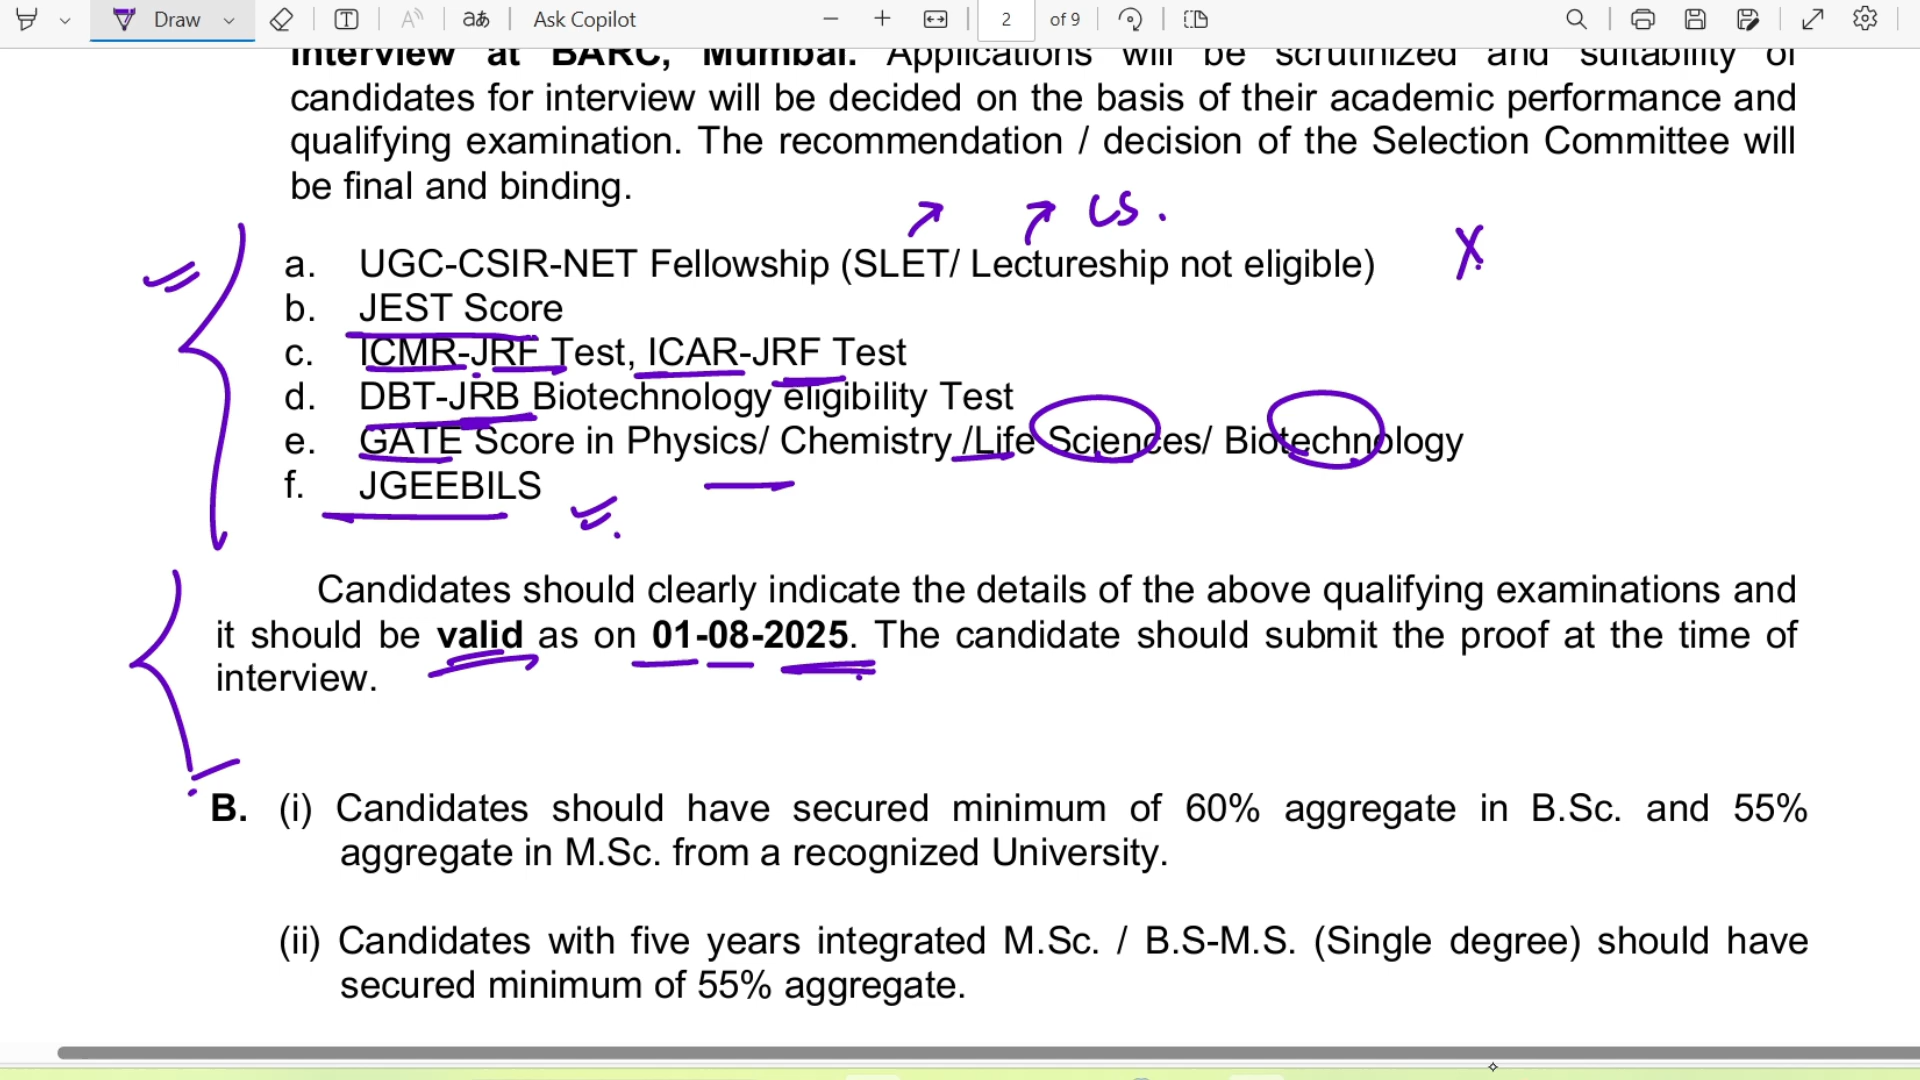 Draw
aあ
Ask Copilot
2
of 9
Interview at BARC, Mumbai. Applications will be scrutinized and suitability of
candidates for interview will be decided on the basis of their academic performance and
qualifying examination. The recommendation / decision of the Selection Committee will
be final and binding.
LS.
a. UGC-CSIR-NET Fellowship (SLET/ Lectureship not eligible)
b. JEST Score
c. ICMR-JRF Test, ICAR-JRF Test
d. DBT-JRB Biotechnology eligibility Test
e. GATE Score in Physics/ Chemistry /Life Sciences/ Biotechnology
f. JGEEBILS
Candidates should clearly indicate the details of the above qualifying examinations and
it should be valid as on 01-08-2025. The candidate should submit the proof at the time of
interview.
B. (i) Candidates should have secured minimum of 60% aggregate in B.Sc. and 55%
aggregate in M.Sc. from a recognized University.
(ii) Candidates with five years integrated M.Sc. / B.S-M.S. (Single degree) should have
secured minimum of 55% aggregate.